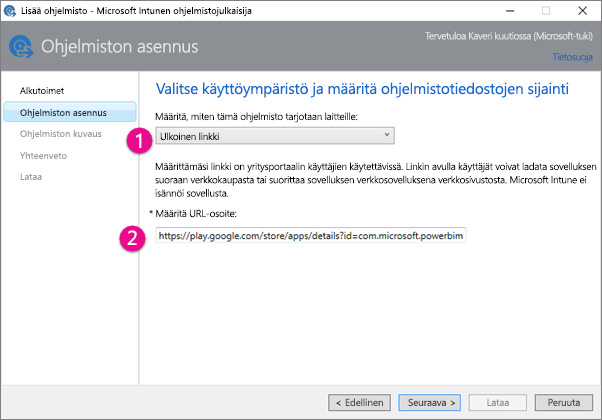 Lisää ohjelmisto - Microsoft Intunen ohjelmistojulkaisija
Ohjelmiston asennus
Tervetuloa Kaveri kuutiossa (Microsoft-tuki)
Tietosuoja
Alkutoimet
Ohjelmiston asennus
Ohjelmiston kuvaus
Yhteenveto
Lataa
Valitse käyttöympäristö ja määritä ohjelmistotiedostojen sijainti
Määritä, miten tämä ohjelmisto tarjotaan laitteille:
1
Ulkoinen linkki
Määrittämäsi linkki on yritysportaalin käyttäjien käytettävissä. Linkin avulla käyttäjät voivat ladata sovelluksen
suoraan verkkokaupasta tai suorittaa sovelluksen verkkosovelluksena verkkosivustosta. Microsoft Intune ei
isännöi sovellusta.
* Määritä URL-osoite:
2
https://play.google.com/store/apps/details?id=com.microsoft.powerbim
< Edellinen
Seuraava >
Lataa
Peruuta